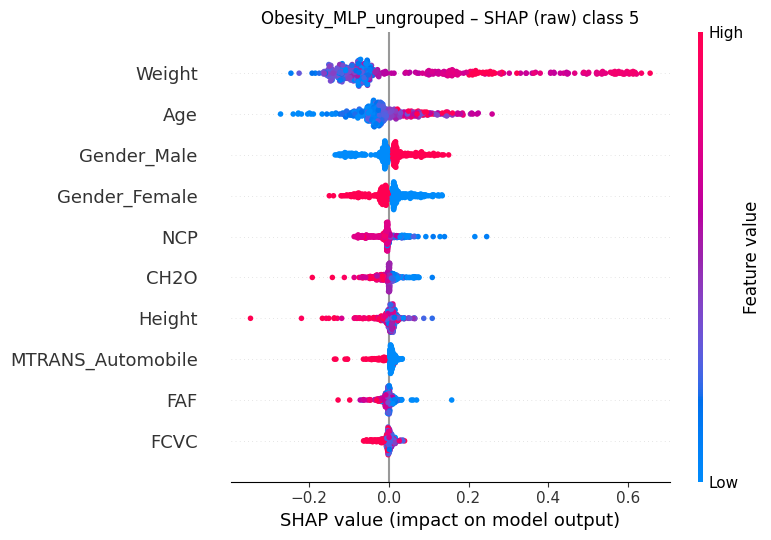 Obesity_MLP_ungrouped – SHAP (raw) class 5
High
Weight
Age
Gender_Male
Gender_Female
NCP
CH2O
Height
MTRANS_Automobile
FAF
FCVC
Feature value
Low
−0.2 0.0 0.2 0.4 0.6
SHAP value (impact on model output)